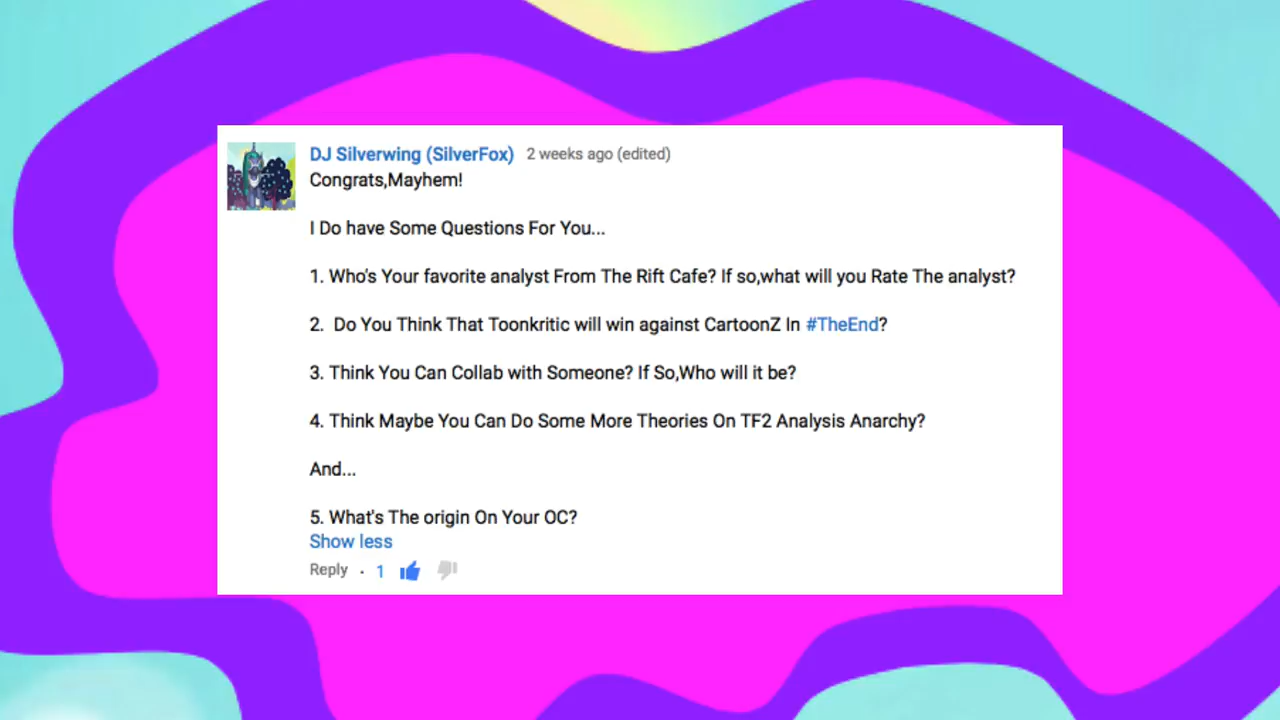 DJ Silverwing (SilverFox) 2 weeks ago (edited)
Congrats,Mayhem!
I Do have Some Questions For You...
1. Who's Your favorite analyst From The Rift Cafe? If so,what will you Rate The analyst?
2. Do You Think That Toonkritic will win against CartoonZ In #TheEnd?
3. Think You Can Collab with Someone? If So,Who will it be?
4. Think Maybe You Can Do Some More Theories On TF2 Analysis Anarchy?
And...
5. What's The origin On Your OC?
Show less
Reply · 1